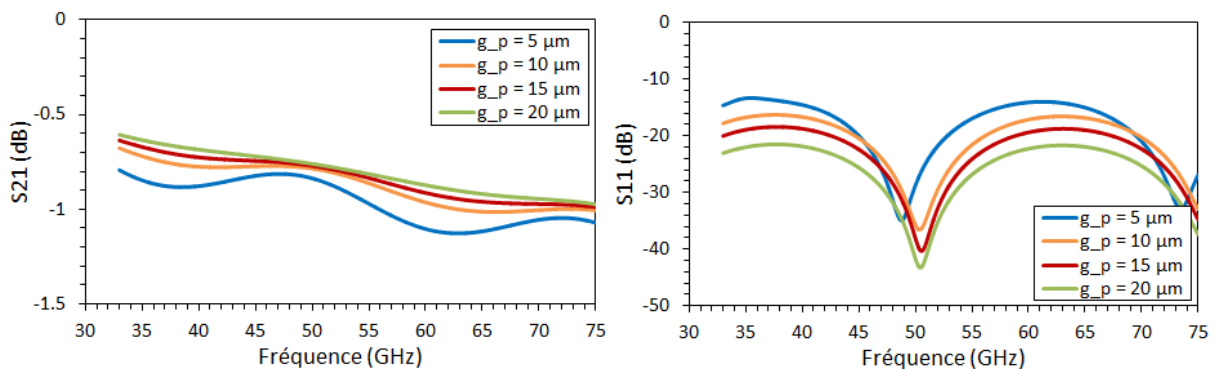 0
-0.5
-1
-1.5
S21 (dB)
30 35 40 45 50 55 60 65 70 75
Fréquence (GHz)
g_p = 5 µm
g_p = 10 µm
g_p = 15 µm
g_p = 20 µm
0
-10
-20
-30
-40
-50
S11 (dB)
30 35 40 45 50 55 60 65 70 75
Fréquence (GHz)
g_p = 5 µm
g_p = 10 µm
g_p = 15 µm
g_p = 20 µm